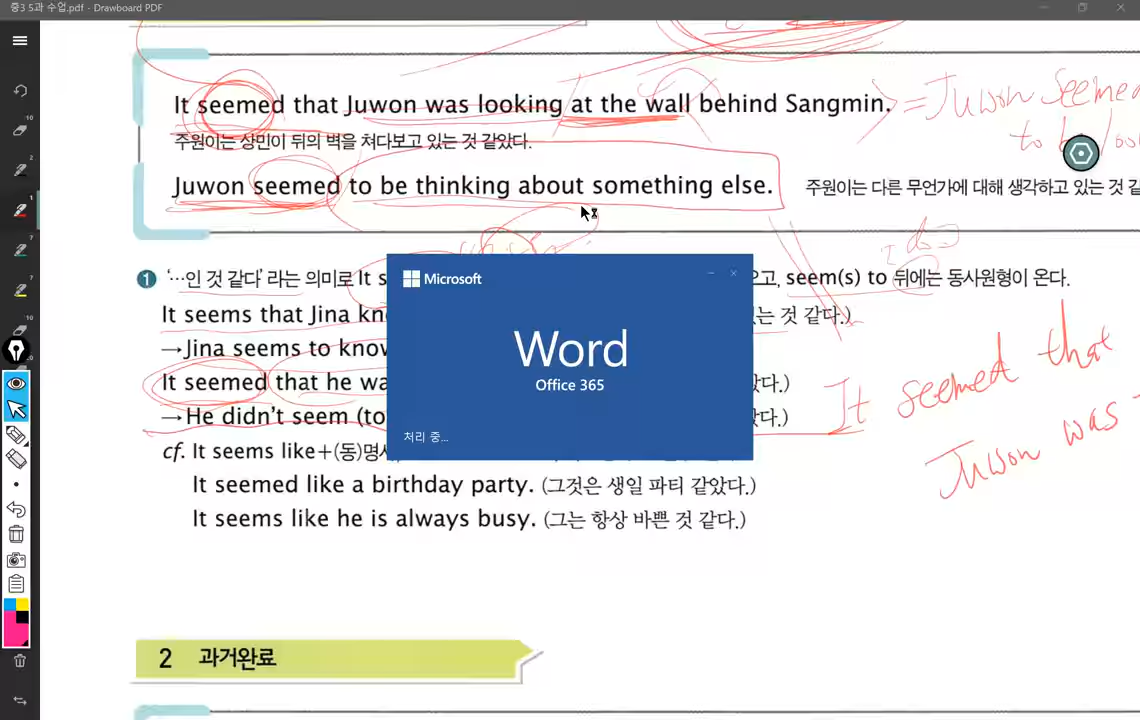 중3 5과 수업.pdf - Drawboard PDF
It seemed that Juwon was looking at the wall behind Sangmin.
= Juwon seemed
주원이는 상민이 뒤의 벽을 쳐다보고 있는 것 같았다.
to
Juwon seemed to be thinking about something else.
주원이는 다른 무언가에 대해 생각하고 있는 것 같
1 '…인 것 같다'라는 의미로 It s
고, seem(s) to 뒤에는 동사원형이 온다.
It seems that Jina kn
는 것 같다.)
→Jina seems to know
It seemed that he wa
다.)
→He didn't seem (to
다.)
It seemed that
Juwon was
cf. It seems like+(동)명사
It seemed like a birthday party. (그것은 생일 파티 같았다.)
It seems like he is always busy. (그는 항상 바쁜 것 같다.)
Microsoft
Word
Office 365
처리 중...
2 과거완료